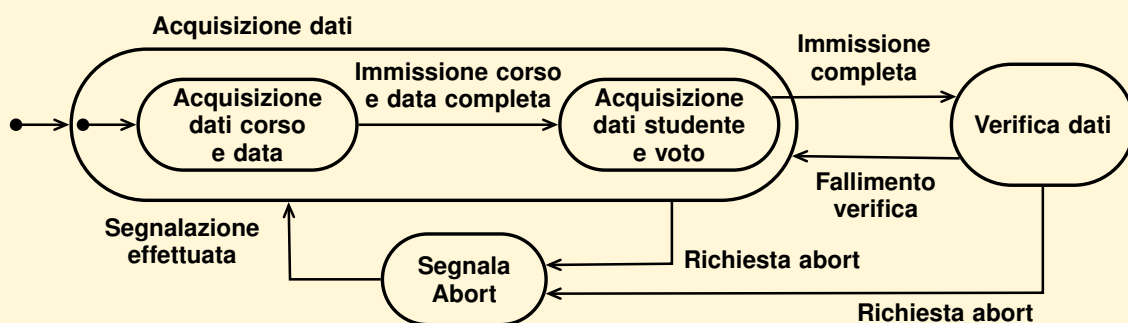 Acquisizione dati
Immissione
completa
Acquisizione
dati corso
e data
Immissione corso
e data completa
Acquisizione
dati studente
e voto
Verifica dati
Fallimento
verifica
Segnalazione
effettuata
Segnala
Abort
Richiesta abort
Richiesta abort